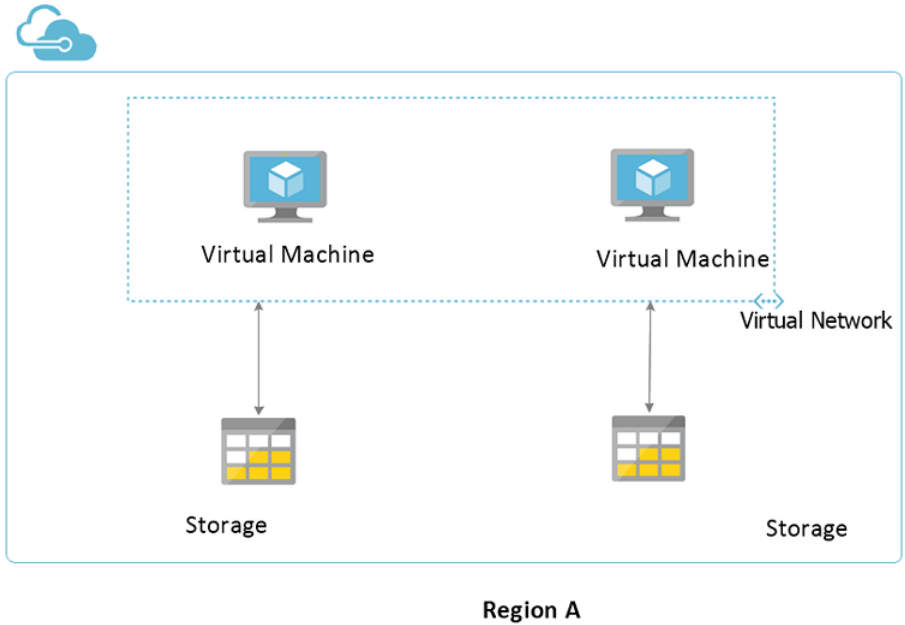 Virtual Machine
Virtual Machine
Virtual Network
Storage
Storage
Region A